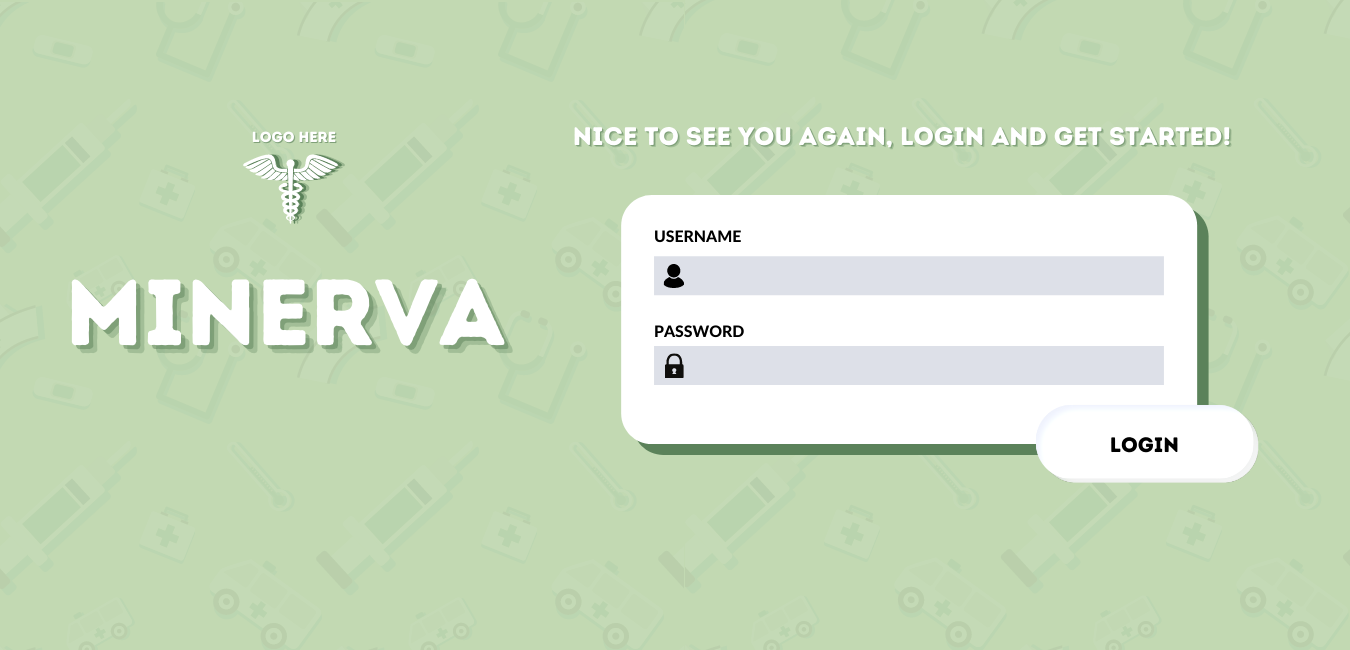 LOGO HERE
MINERVA
NICE TO SEE YOU AGAIN, LOGIN AND GET STARTED!
USERNAME
PASSWORD
LOGIN